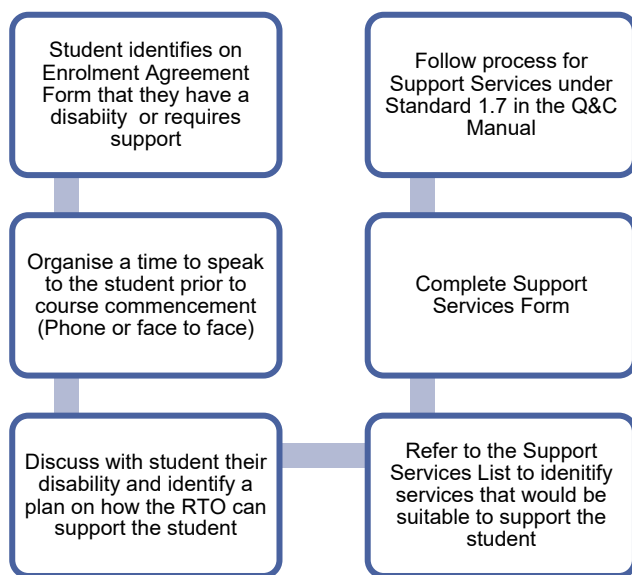 Student identifies on
Enrolment Agreement
Form that they have a
disabiity or requires
support
Organise a time to speak
to the student prior to
course commencement
(Phone or face to face)
Discuss with student their
disability and identify a
plan on how the RTO can
support the student
Refer to the Support
Services List to idenitify
services that would be
suitable to support the
student
Complete Support
Services Form
Follow process for
Support Services under
Standard 1.7 in the Q&C
Manual